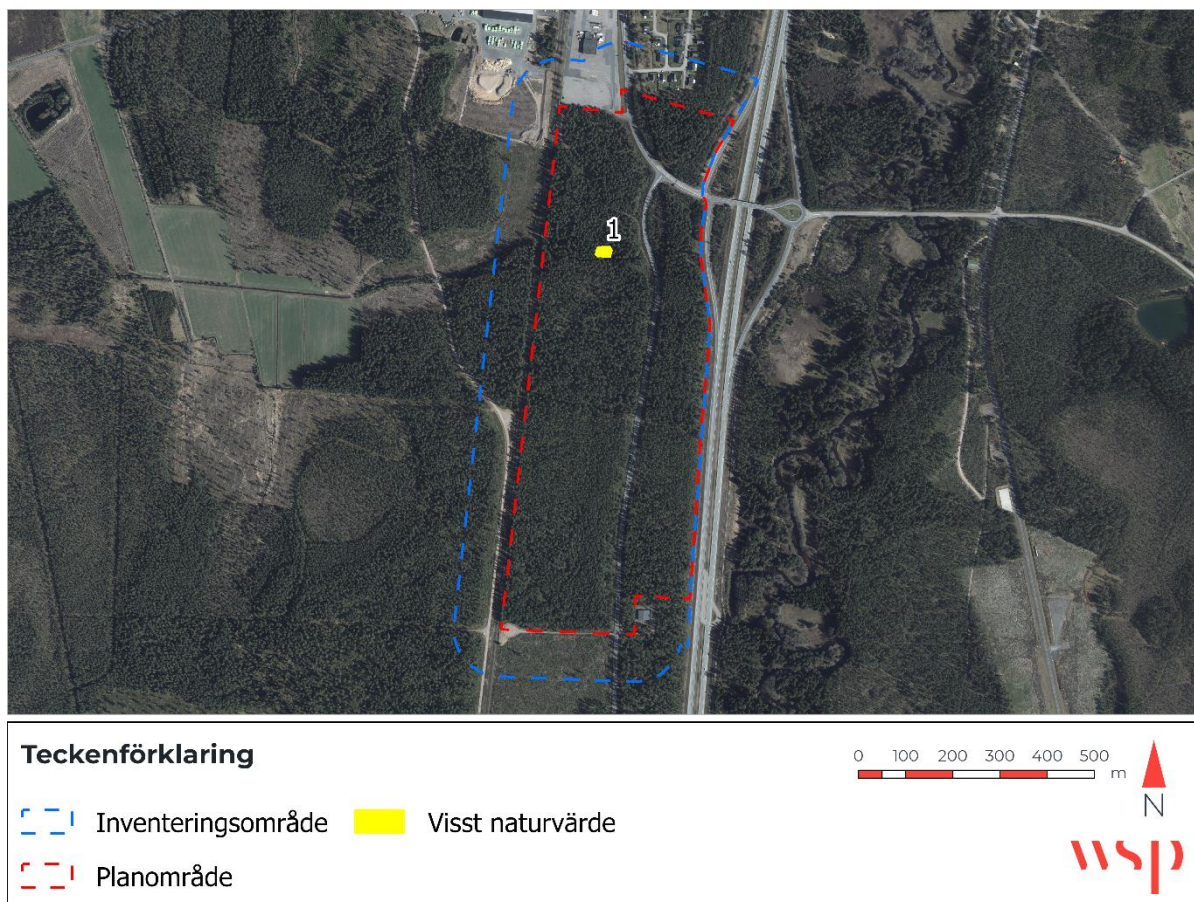 1
Teckenförklaring
0 100 200 300 400 500
m
Inventeringsområde
Visst naturvärde
N
Planområde
wsp